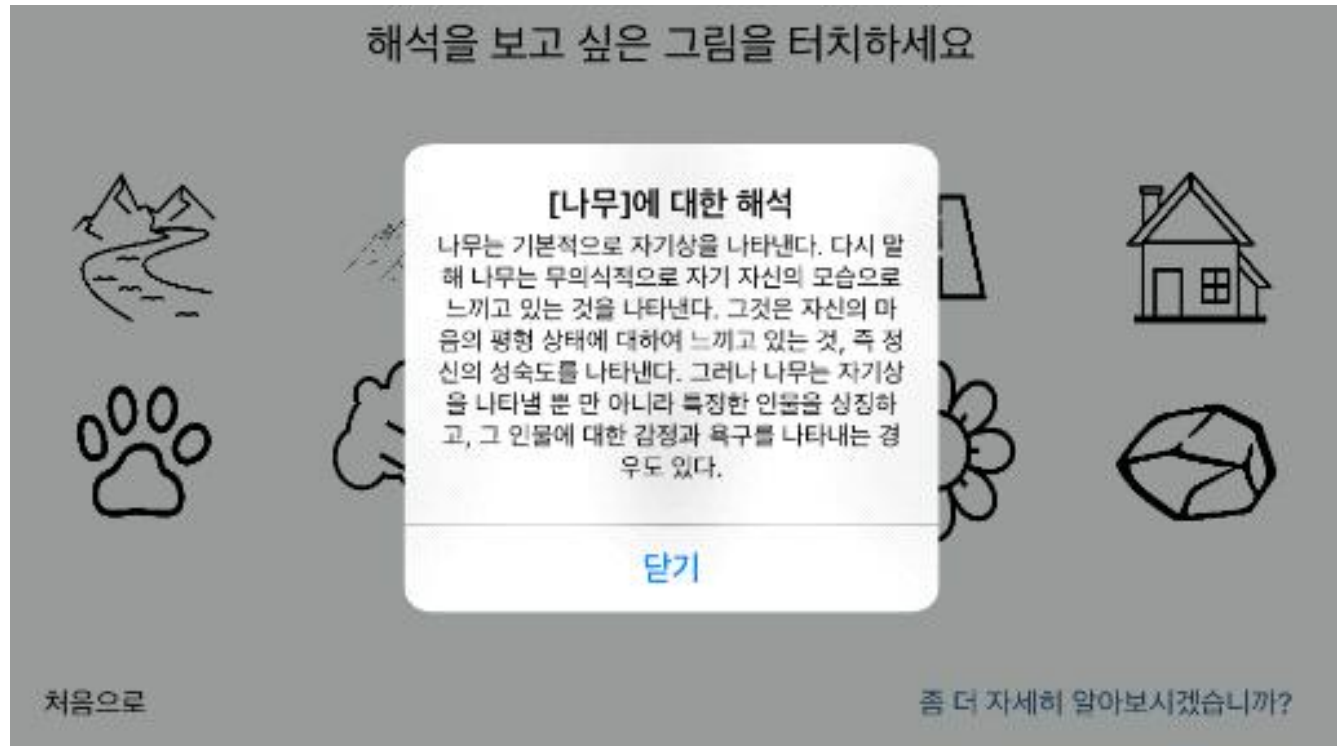 해석을 보고 싶은 그림을 터치하세요
[나무]에 대한 해석
나무는 기본적으로 자기상을 나타낸다. 다시 말
해 나무는 무의식적으로 자기 자신의 모습으로
느끼고 있는 것을 나타낸다. 그것은 자신의 마
음의 평형 상태에 대하여 느끼고 있는 것, 즉 정
신의 성숙도를 나타낸다. 그러나 나무는 자기상
을 나타낼 뿐 만 아니라 특정한 인물을 상징하
고, 그 인물에 대한 감정과 욕구를 나타내는 경
우도 있다.
닫기
처음으로
좀 더 자세히 알아보시겠습니까?